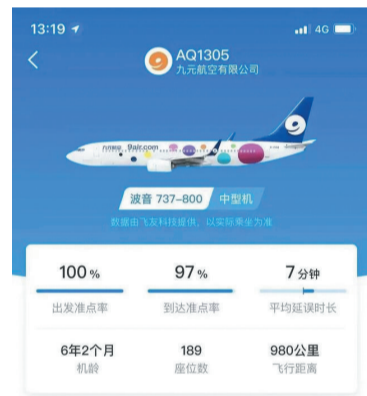 13:19
4G
AQ1305
九元航空有限公司
9air.com
波音 737-800 中型机
数据由飞友科技提供；以实际乘坐为准
100% 97% 7分钟
出发准点率 到达准点率 平均延误时长
6年2个月 189 980公里
机龄 座位数 飞行距离